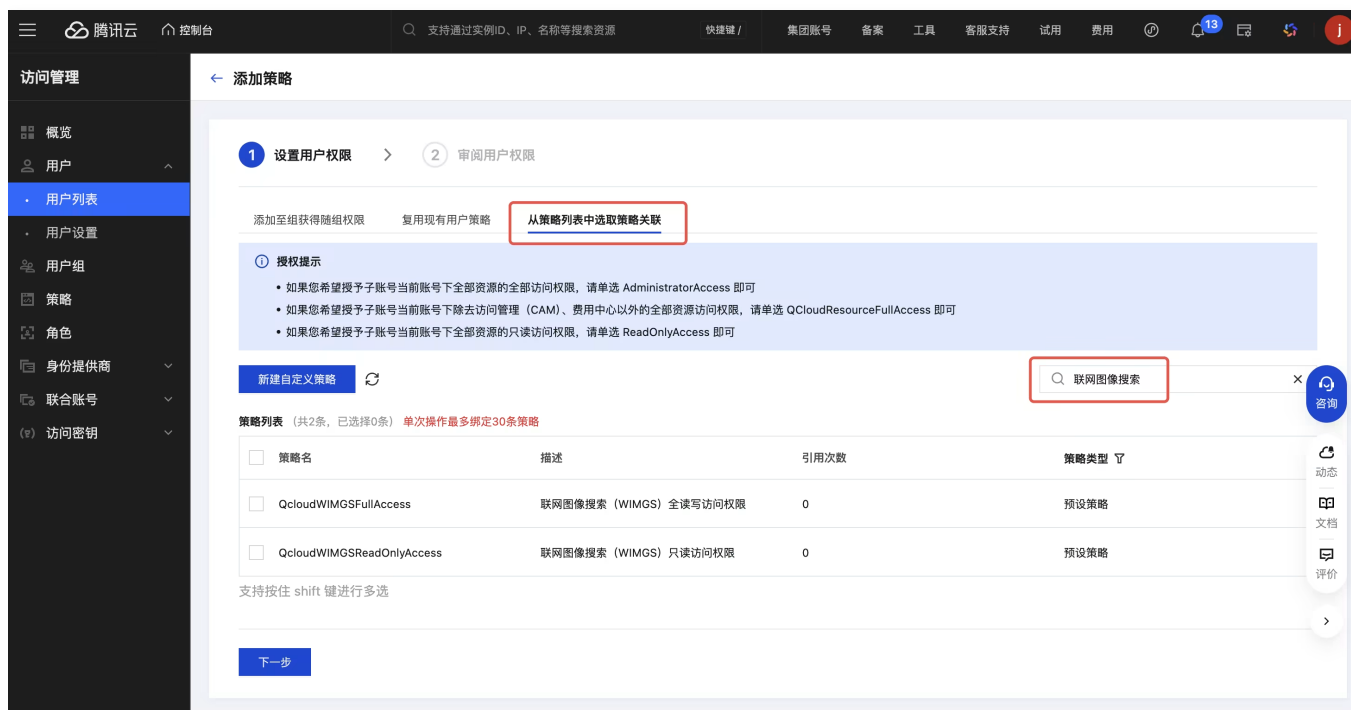 腾讯云 控制台 支持通过实例ID、IP、名称等搜索资源 快捷键 / 集团账号 备案 工具 客服支持 试用 费用 13 j
访问管理
← 添加策略
概览
用户
用户列表
用户设置
用户组
策略
角色
身份提供商
联合账号
访问密钥
1 设置用户权限 2 审阅用户权限
添加至组获得随组权限 复用现有用户策略 从策略列表中选取策略关联
授权提示
• 如果您希望授予子账号当前账号下全部资源的全部访问权限，请单选 AdministratorAccess 即可
• 如果您希望授予子账号当前账号下除去访问管理（CAM）、费用中心以外的全部资源访问权限，请单选 QCloudResourceFullAccess 即可
• 如果您希望授予子账号当前账号下全部资源的只读访问权限，请单选 ReadOnlyAccess 即可
新建自定义策略 联网图像搜索
策略列表 （共2条，已选择0条） 单次操作最多绑定30条策略
策略名 描述 引用次数 策略类型
QcloudWIMGSFullAccess 联网图像搜索（WIMGS）全读写访问权限 0 预设策略
QcloudWIMGSReadOnlyAccess 联网图像搜索（WIMGS）只读访问权限 0 预设策略
支持按住 shift 键进行多选
下一步
咨询
动态
文档
评价